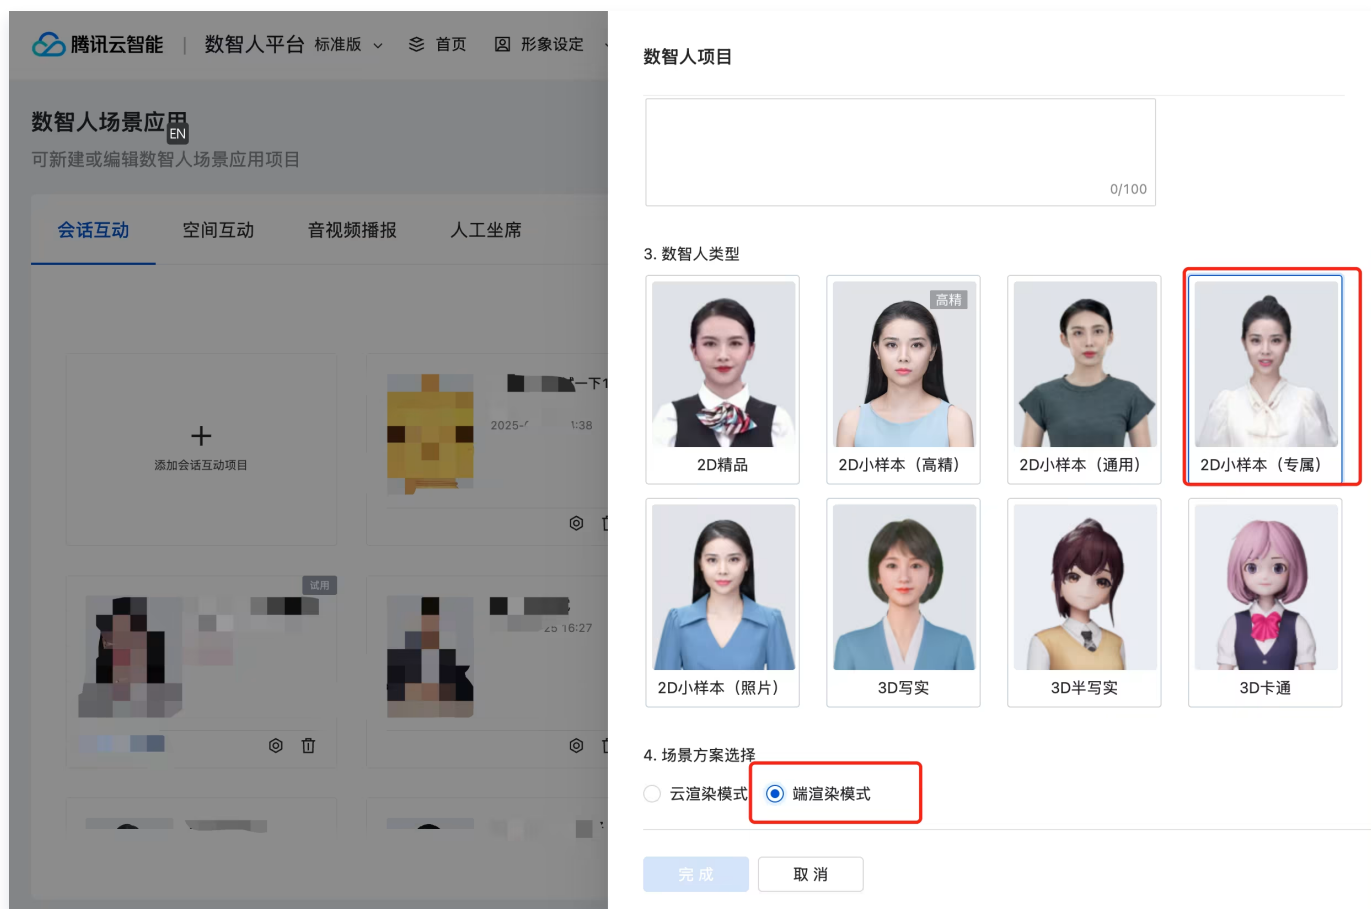 腾讯云智能 | 数智人平台 标准版 首页 形象设定
数智人场景应用
EN
可新建或编辑数智人场景应用项目
会话互动 空间互动 音视频播报 人工坐席
添加会话互动项目
一下1
2025-
1:38
试用
25 16:27
数智人项目
0/100
3. 数智人类型
高精
2D精品 2D小样本（高精） 2D小样本（通用） 2D小样本（专属）
2D小样本（照片） 3D写实 3D半写实 3D卡通
4. 场景方案选择
云渲染模式 端渲染模式
完成 取消